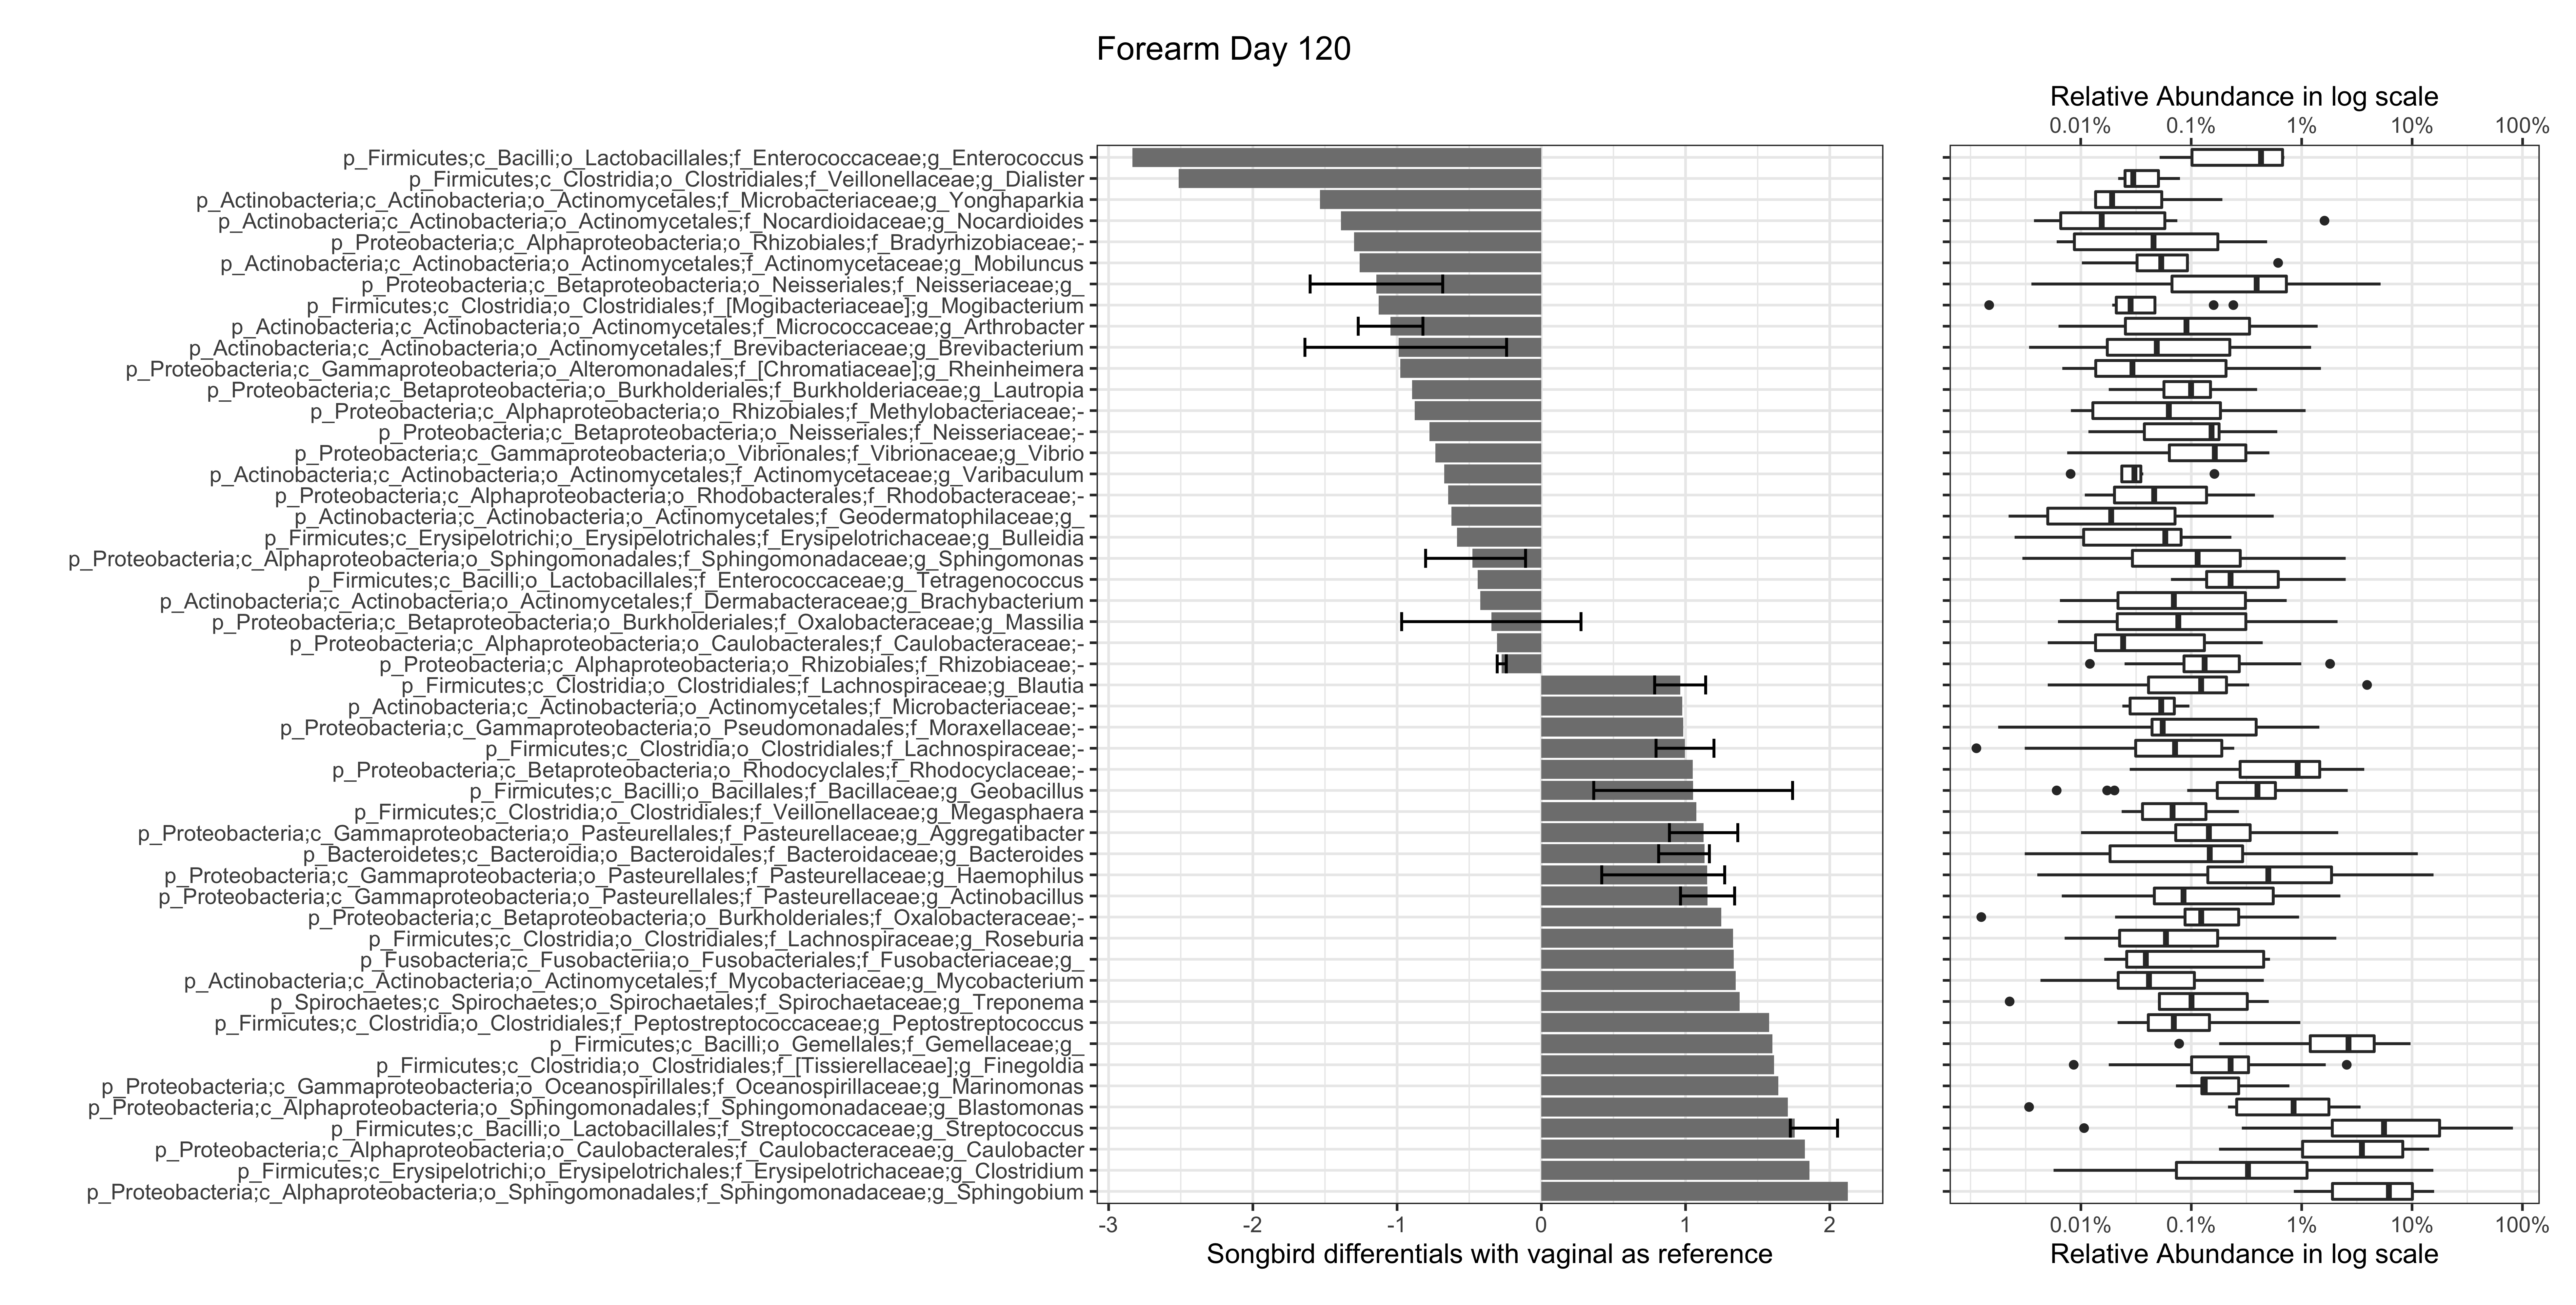 Forearm Day 120
Relative Abundance in log scale
0.01% 0.1% 1% 10% 100%
p_Firmicutes;c_Bacilli;o_Lactobacillales;f_Enterococcaceae;g_Enterococcus
p_Firmicutes;c_Clostridia;o_Clostridiales;f_Veillonellaceae;g_Dialister
p_Actinobacteria;c_Actinobacteria;o_Actinomycetales;f_Microbacteriaceae;g_Yonghaparkia
p_Actinobacteria;c_Actinobacteria;o_Actinomycetales;f_Nocardioidaceae;g_Nocardioides
p_Proteobacteria;c_Alphaproteobacteria;o_Rhizobiales;f_Bradyrhizobiaceae;-
p_Actinobacteria;c_Actinobacteria;o_Actinomycetales;f_Actinomycetaceae;g_Mobiluncus
p_Proteobacteria;c_Betaproteobacteria;o_Neisseriales;f_Neisseriaceae;g_
p_Firmicutes;c_Clostridia;o_Clostridiales;f_[Mogibacteriaceae];g_Mogibacterium
p_Actinobacteria;c_Actinobacteria;o_Actinomycetales;f_Micrococcaceae;g_Arthrobacter
p_Actinobacteria;c_Actinobacteria;o_Actinomycetales;f_Brevibacteriaceae;g_Brevibacterium
p_Proteobacteria;c_Gammaproteobacteria;o_Alteromonadales;f_[Chromatiaceae];g_Rheinheimera
p_Proteobacteria;c_Betaproteobacteria;o_Burkholderiales;f_Burkholderiaceae;g_Lautropia
p_Proteobacteria;c_Alphaproteobacteria;o_Rhizobiales;f_Methylobacteriaceae;-
p_Proteobacteria;c_Betaproteobacteria;o_Neisseriales;f_Neisseriaceae;-
p_Proteobacteria;c_Gammaproteobacteria;o_Vibrionales;f_Vibrionaceae;g_Vibrio
p_Actinobacteria;c_Actinobacteria;o_Actinomycetales;f_Actinomycetaceae;g_Varibaculum
p_Proteobacteria;c_Alphaproteobacteria;o_Rhodobacterales;f_Rhodobacteraceae;-
p_Actinobacteria;c_Actinobacteria;o_Actinomycetales;f_Geodermatophilaceae;g_
p_Firmicutes;c_Erysipelotrichi;o_Erysipelotrichales;f_Erysipelotrichaceae;g_Bulleidia
p_Proteobacteria;c_Alphaproteobacteria;o_Sphingomonadales;f_Sphingomonadaceae;g_Sphingomonas
p_Firmicutes;c_Bacilli;o_Lactobacillales;f_Enterococcaceae;g_Tetragenococcus
p_Actinobacteria;c_Actinobacteria;o_Actinomycetales;f_Dermabacteraceae;g_Brachybacterium
p_Proteobacteria;c_Betaproteobacteria;o_Burkholderiales;f_Oxalobacteraceae;g_Massilia
p_Proteobacteria;c_Alphaproteobacteria;o_Caulobacterales;f_Caulobacteraceae;-
p_Proteobacteria;c_Alphaproteobacteria;o_Rhizobiales;f_Rhizobiaceae;-
p_Firmicutes;c_Clostridia;o_Clostridiales;f_Lachnospiraceae;g_Blautia
p_Actinobacteria;c_Actinobacteria;o_Actinomycetales;f_Microbacteriaceae;-
p_Proteobacteria;c_Gammaproteobacteria;o_Pseudomonadales;f_Moraxellaceae;-
p_Firmicutes;c_Clostridia;o_Clostridiales;f_Lachnospiraceae;-
p_Proteobacteria;c_Betaproteobacteria;o_Rhodocyclales;f_Rhodocyclaceae;-
p_Firmicutes;c_Bacilli;o_Bacillales;f_Bacillaceae;g_Geobacillus
p_Firmicutes;c_Clostridia;o_Clostridiales;f_Veillonellaceae;g_Megasphaera
p_Proteobacteria;c_Gammaproteobacteria;o_Pasteurellales;f_Pasteurellaceae;g_Aggregatibacter
p_Bacteroidetes;c_Bacteroidia;o_Bacteroidales;f_Bacteroidaceae;g_Bacteroides
p_Proteobacteria;c_Gammaproteobacteria;o_Pasteurellales;f_Pasteurellaceae;g_Haemophilus
p_Proteobacteria;c_Gammaproteobacteria;o_Pasteurellales;f_Pasteurellaceae;g_Actinobacillus
p_Proteobacteria;c_Betaproteobacteria;o_Burkholderiales;f_Oxalobacteraceae;-
p_Firmicutes;c_Clostridia;o_Clostridiales;f_Lachnospiraceae;g_Roseburia
p_Fusobacteria;c_Fusobacteriia;o_Fusobacteriales;f_Fusobacteriaceae;g_
p_Actinobacteria;c_Actinobacteria;o_Actinomycetales;f_Mycobacteriaceae;g_Mycobacterium
p_Spirochaetes;c_Spirochaetes;o_Spirochaetales;f_Spirochaetaceae;g_Treponema
p_Firmicutes;c_Clostridia;o_Clostridiales;f_Peptostreptococcaceae;g_Peptostreptococcus
p_Firmicutes;c_Bacilli;o_Gemellales;f_Gemellaceae;g_
p_Firmicutes;c_Clostridia;o_Clostridiales;f_[Tissierellaceae];g_Finegoldia
p_Proteobacteria;c_Gammaproteobacteria;o_Oceanospirillales;f_Oceanospirillaceae;g_Marinomonas
p_Proteobacteria;c_Alphaproteobacteria;o_Sphingomonadales;f_Sphingomonadaceae;g_Blastomonas
p_Firmicutes;c_Bacilli;o_Lactobacillales;f_Streptococcaceae;g_Streptococcus
p_Proteobacteria;c_Alphaproteobacteria;o_Caulobacterales;f_Caulobacteraceae;g_Caulobacter
p_Firmicutes;c_Erysipelotrichi;o_Erysipelotrichales;f_Erysipelotrichaceae;g_Clostridium
p_Proteobacteria;c_Alphaproteobacteria;o_Sphingomonadales;f_Sphingomonadaceae;g_Sphingobium
-3 -2 -1 0 1 2
Songbird differentials with vaginal as reference
0.01% 0.1% 1% 10% 100%
Relative Abundance in log scale